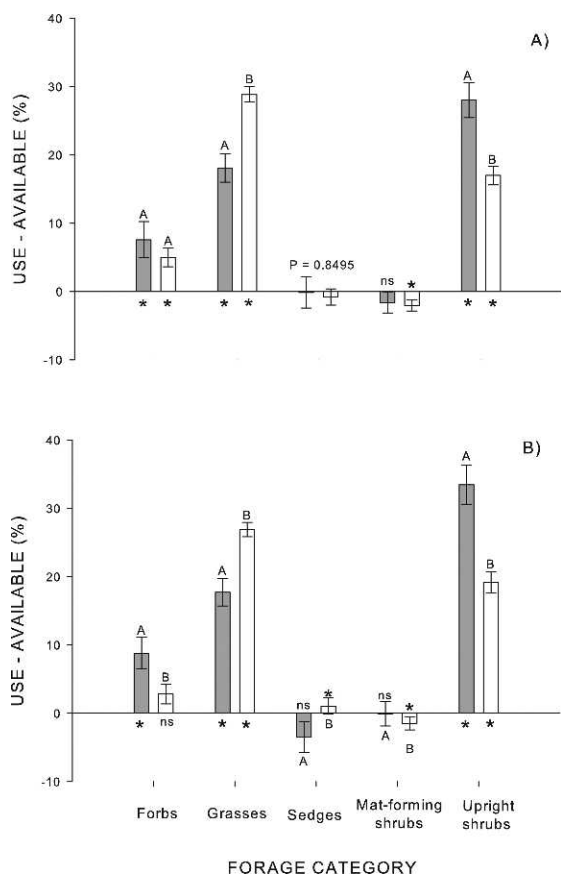 A)
USE - AVAILABLE (%)
40
30
20
10
0
-10
A
A
A
B
P = 0.8495
ns
*
A
B
* *
* *
* *
B)
USE - AVAILABLE (%)
40
30
20
10
0
-10
A
B
A
B
ns
*
ns
*
A
B
* ns
* *
A
B
A
B
* *
Forbs
Grasses
Sedges
Mat-forming
shrubs
Upright
shrubs
FORAGE CATEGORY